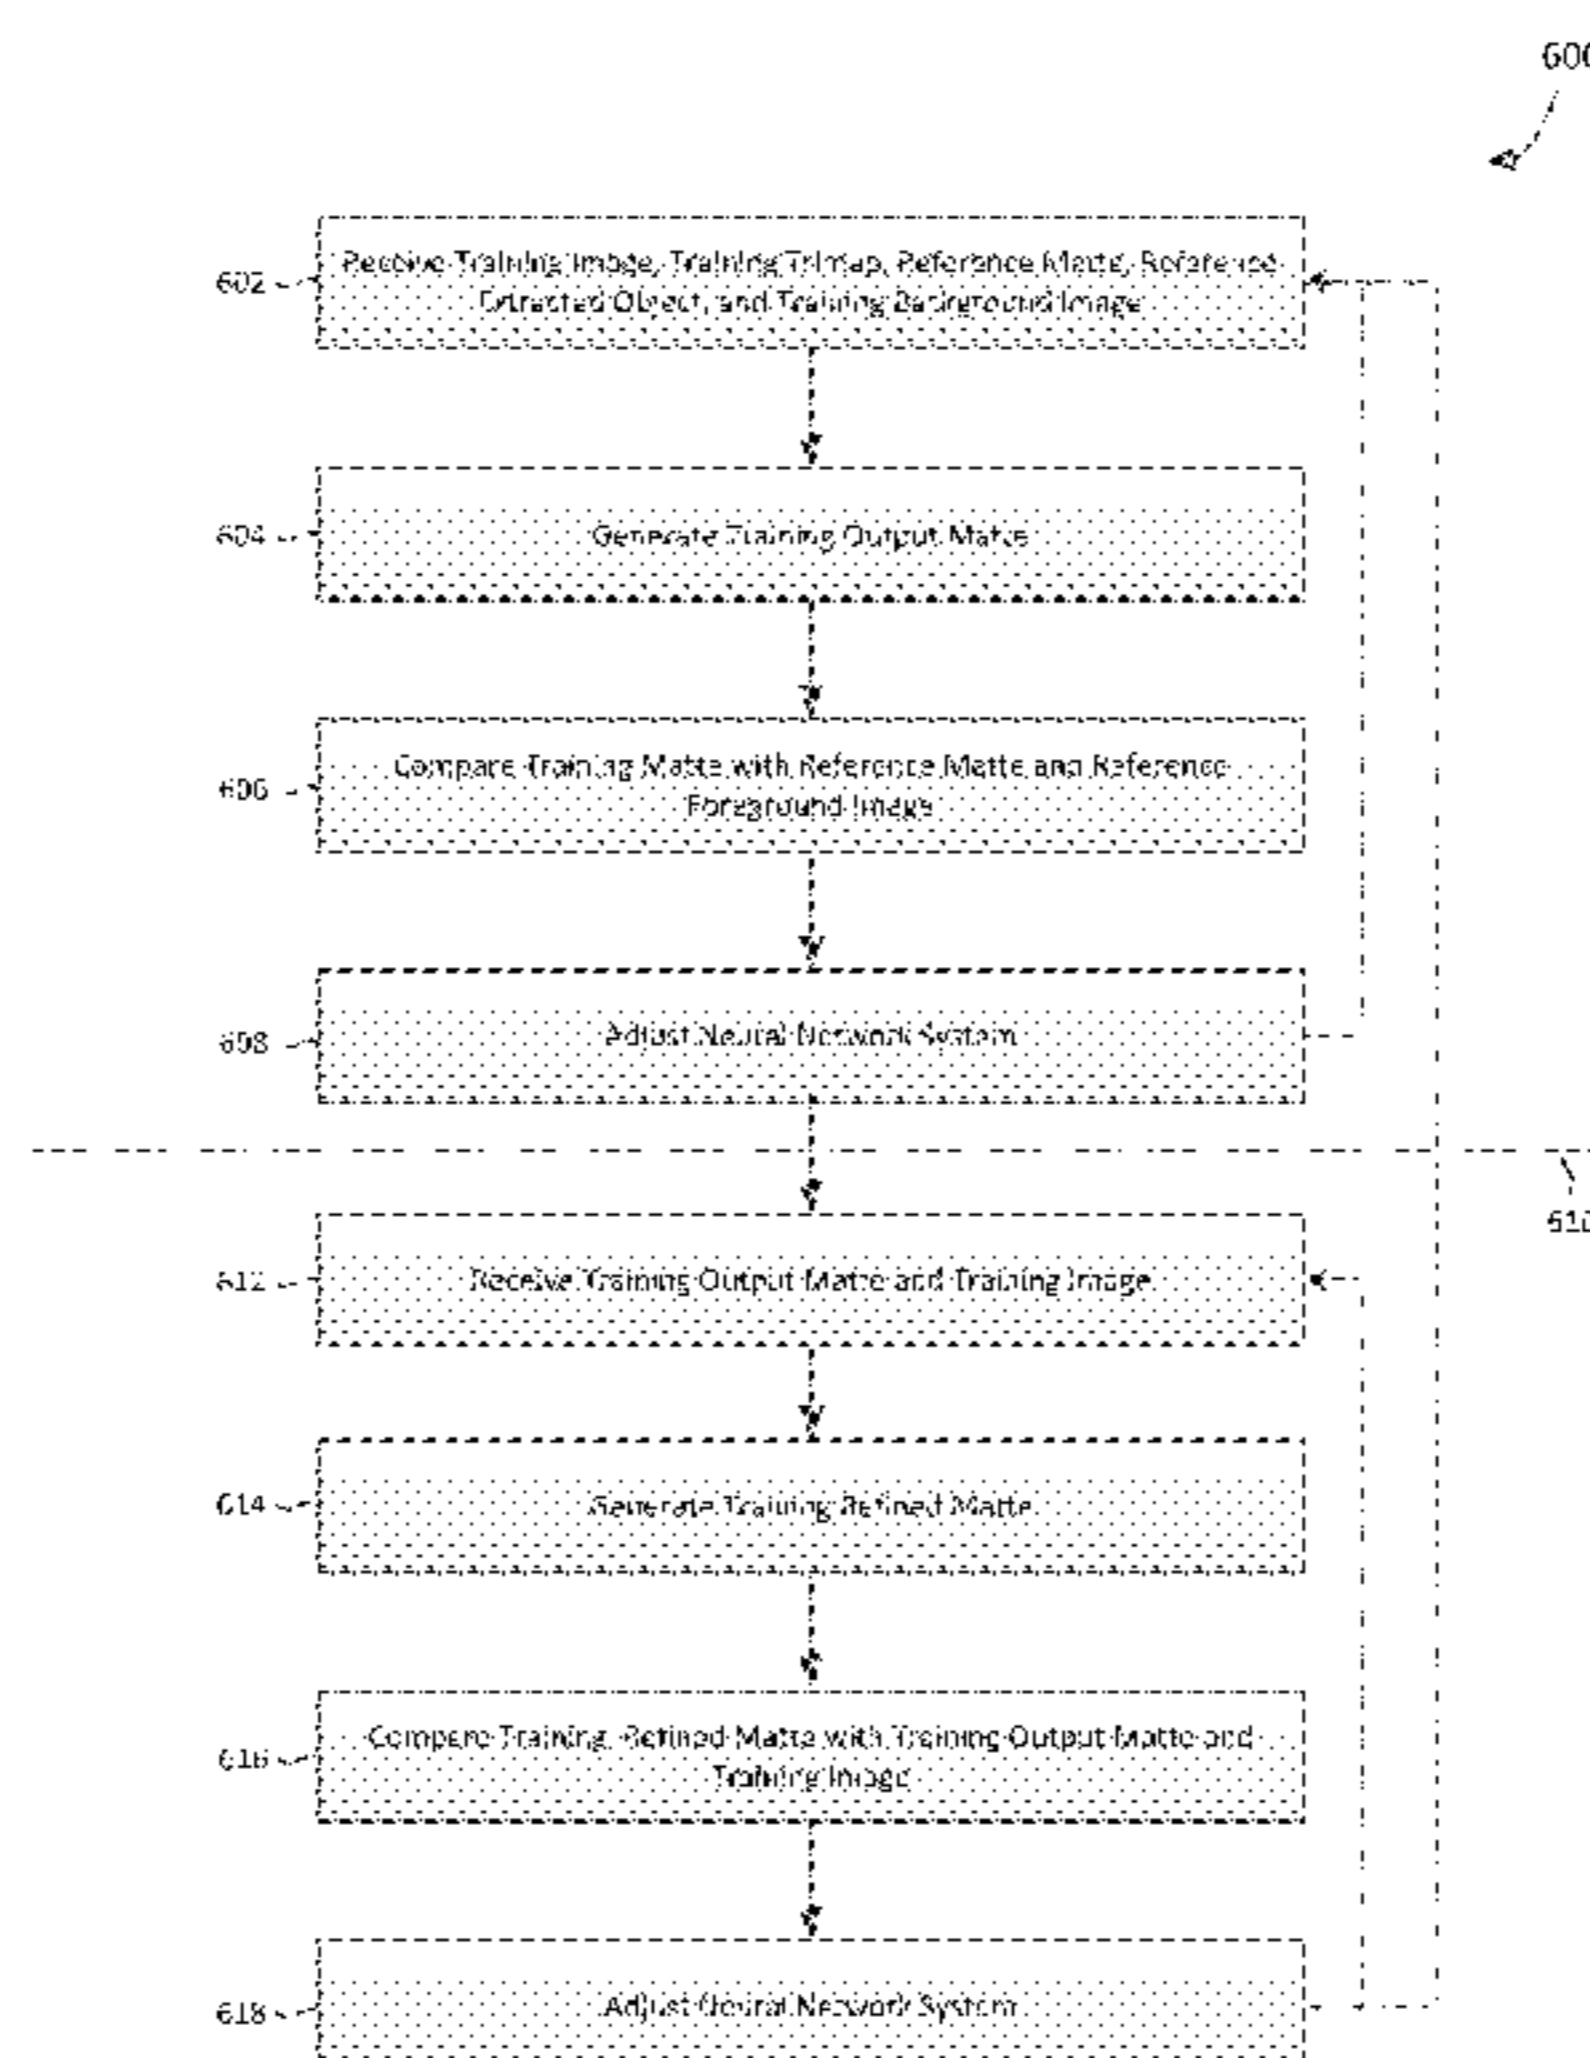 600
602
Receive Training Image, Training Trimap, Reference Matte, Reference
Extracted Object, and Training Background Image
604
Generate Training Output Matte
606
Compare Training Matte with Reference Matte and Reference
Foreground Image
608
Adjust Neural Network System
610
612
Receive Training Output Matte and Training Image
614
Generate Training Refined Matte
616
Compare Training Refined Matte with Training Output Matte and
Training Image
618
Adjust Neural Network System